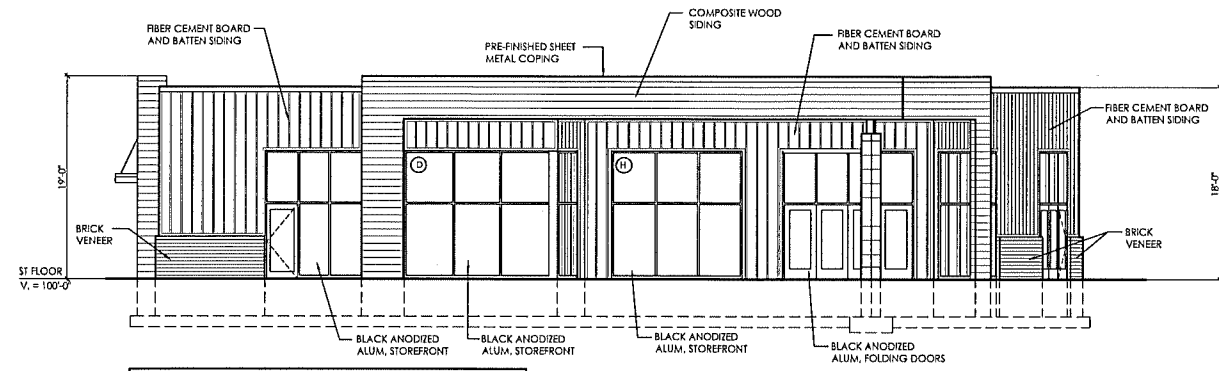 COMPOSITE WOOD
SIDING
FIBER CEMENT BOARD
AND BATTEN SIDING
FIBER CEMENT BOARD
AND BATTEN SIDING
PRE-FINISHED SHEET
METAL COPING
FIBER CEMENT BOARD
AND BATTEN SIDING
19'-0"
18'-0"
D
H
BRICK
VENEER
BRICK
VENEER
ST FLOOR
V. = 100'-0"
BLACK ANODIZED
ALUM. STOREFRONT
BLACK ANODIZED
ALUM. STOREFRONT
BLACK ANODIZED
ALUM. STOREFRONT
BLACK ANODIZED
ALUM. FOLDING DOORS